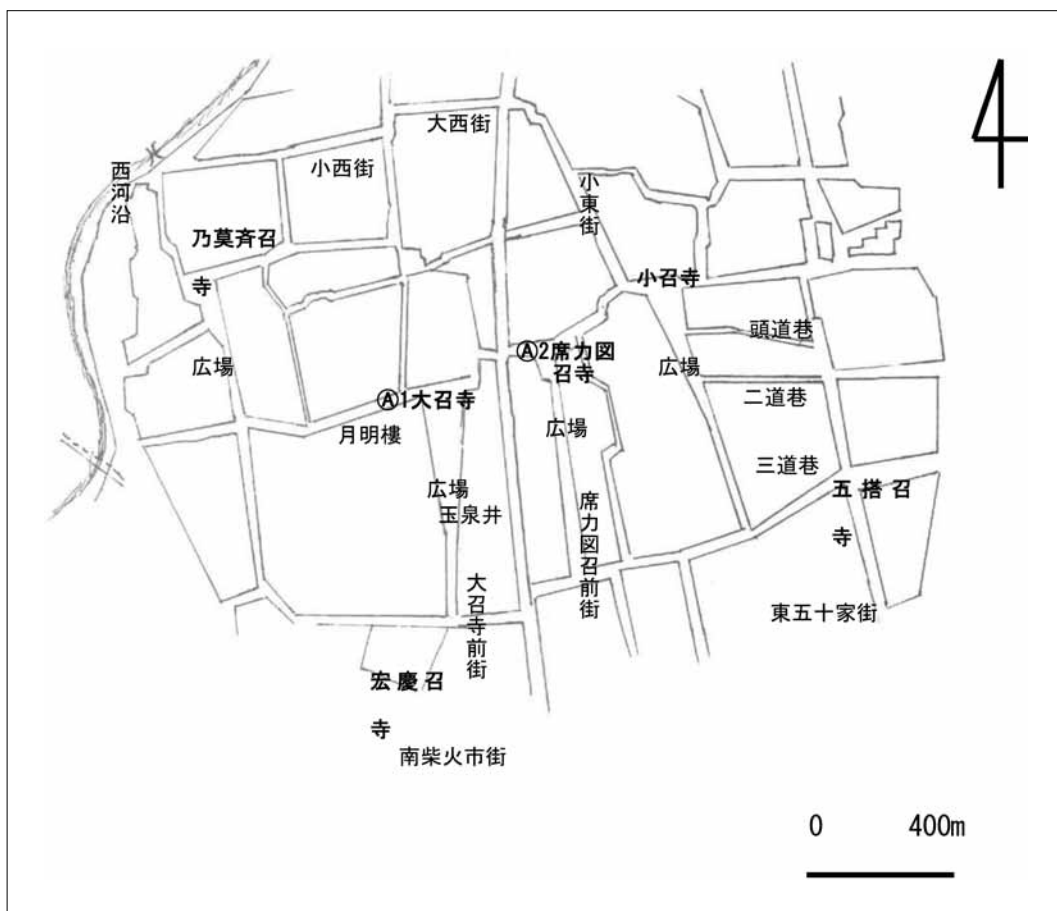 大西街
西河沿
小西街
小東街
乃莫斉召
寺
小召寺
頭道巷
Ⓐ2席力図
召寺
広場
広場
Ⓐ1大召寺
二道巷
広場
月明樓
三道巷
広場
玉泉井
五搭召
寺
席力図召前街
大召寺前街
東五十家街
宏慶召
寺
南柴火市街
0 400m